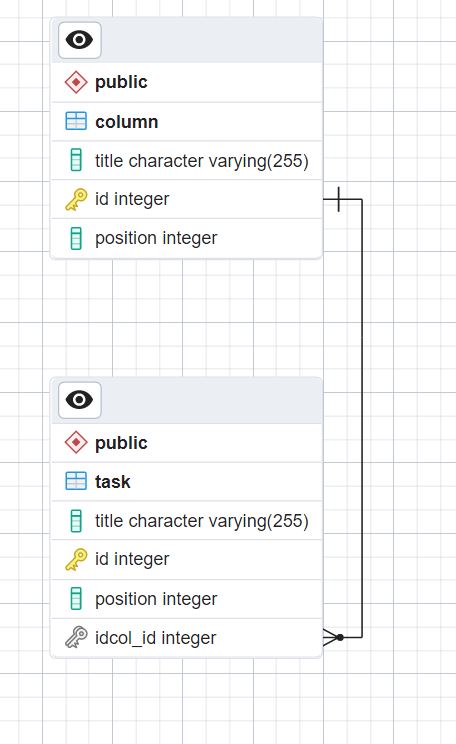 public
column
title character varying(255)
id integer
position integer
public
task
title character varying(255)
id integer
position integer
idcol_id integer